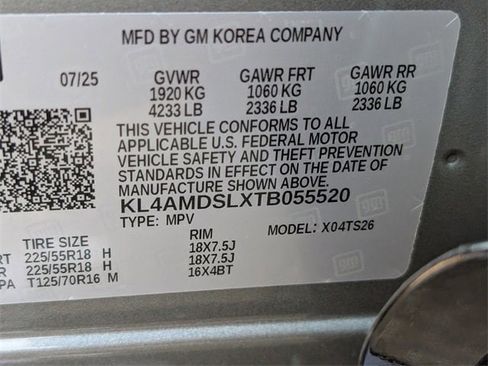 MFD BY GM KOREA COMPANY
07/25 GVWR GAWR FRT GAWR RR
1920 KG 1060 KG 1060 KG
4233 LB 2336 LB 2336 LB
THIS VEHICLE CONFORMS TO ALL
APPLICABLE U.S. FEDERAL MOTOR
VEHICLE SAFETY AND THEFT PREVENTION
STANDARDS IN EFFECT ON THE DATE OF
MANUFACTURE SHOWN ABOVE.
KL4AMDSLXTB055520
TYPE: MPV MODEL: X04TS26
TIRE SIZE RIM
RT 225/55R18 H 18X7.5J
RR 225/55R18 H 18X7.5J
PA T125/70R16 M 16X4BT